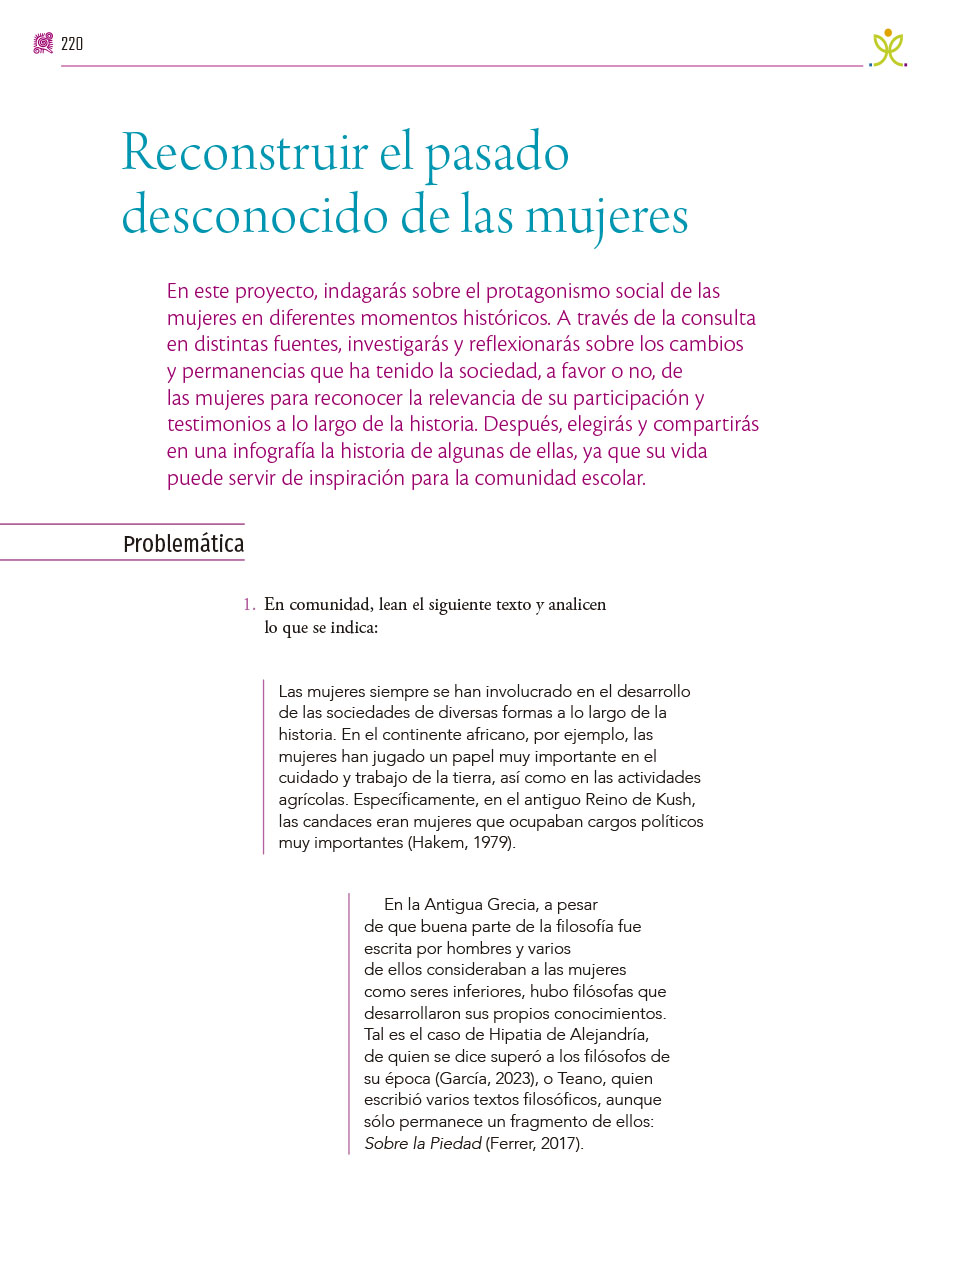 220
Reconstruir el pasado
desconocido de las mujeres
En este proyecto, indagarás sobre el protagonismo social de las
mujeres en diferentes momentos históricos. A través de la consulta
en distintas fuentes, investigarás y reflexionarás sobre los cambios
y permanencias que ha tenido la sociedad, a favor o no, de
las mujeres para reconocer la relevancia de su participación y
testimonios a lo largo de la historia. Después, elegirás y compartirás
en una infografía la historia de algunas de ellas, ya que su vida
puede servir de inspiración para la comunidad escolar.
Problemática
1. En comunidad, lean el siguiente texto y analicen
lo que se indica:
Las mujeres siempre se han involucrado en el desarrollo
de las sociedades de diversas formas a lo largo de la
historia. En el continente africano, por ejemplo, las
mujeres han jugado un papel muy importante en el
cuidado y trabajo de la tierra, así como en las actividades
agrícolas. Específicamente, en el antiguo Reino de Kush,
las candaces eran mujeres que ocupaban cargos políticos
muy importantes (Hakem, 1979).
En la Antigua Grecia, a pesar
de que buena parte de la filosofía fue
escrita por hombres y varios
de ellos consideraban a las mujeres
como seres inferiores, hubo filósofas que
desarrollaron sus propios conocimientos.
Tal es el caso de Hipatia de Alejandría,
de quien se dice superó a los filósofos de
su época (García, 2023), o Teano, quien
escribió varios textos filosóficos, aunque
sólo permanece un fragmento de ellos:
Sobre la Piedad (Ferrer, 2017).